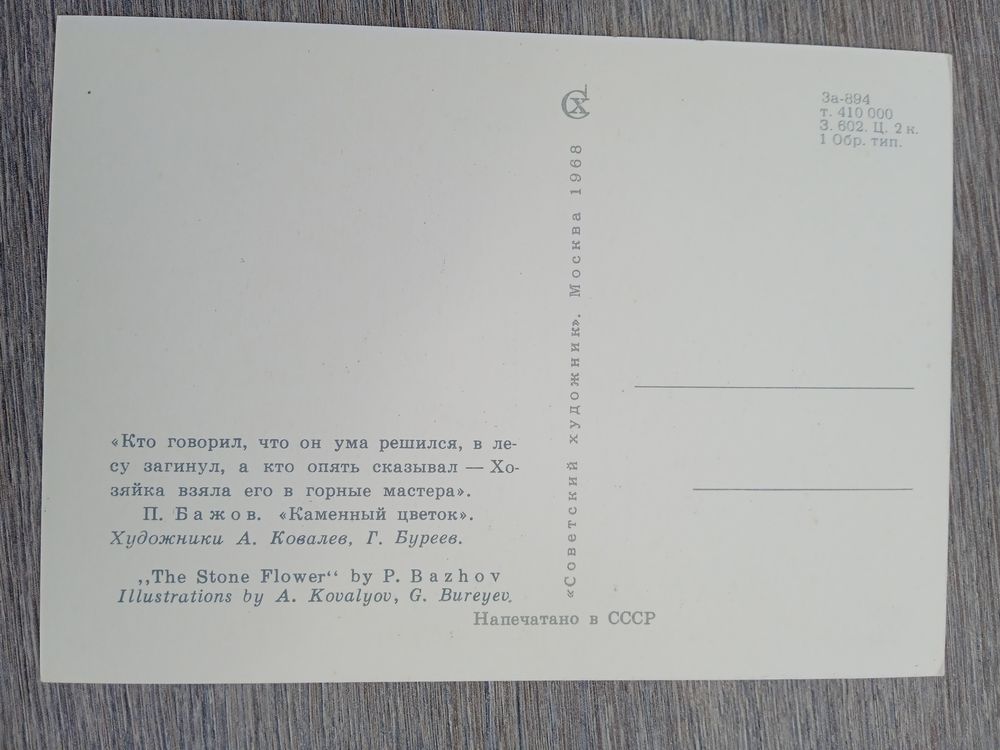 «Кто говорил, что он ума решился, в ле-
су загинул, а кто опять сказывал — Хо-
зяйка взяла его в горные мастера».
П. Бажов. «Каменный цветок».
Художники А. Ковалев, Г. Буреев.
„The Stone Flower“ by P. Bazhov
Illustrations by A. Kovalyov, G. Bureyev.
Напечатано в СССР
«Советский художник». Москва 1968
За-894
т. 410 000
З. 602. Ц. 2 к.
1 Обр. тип.